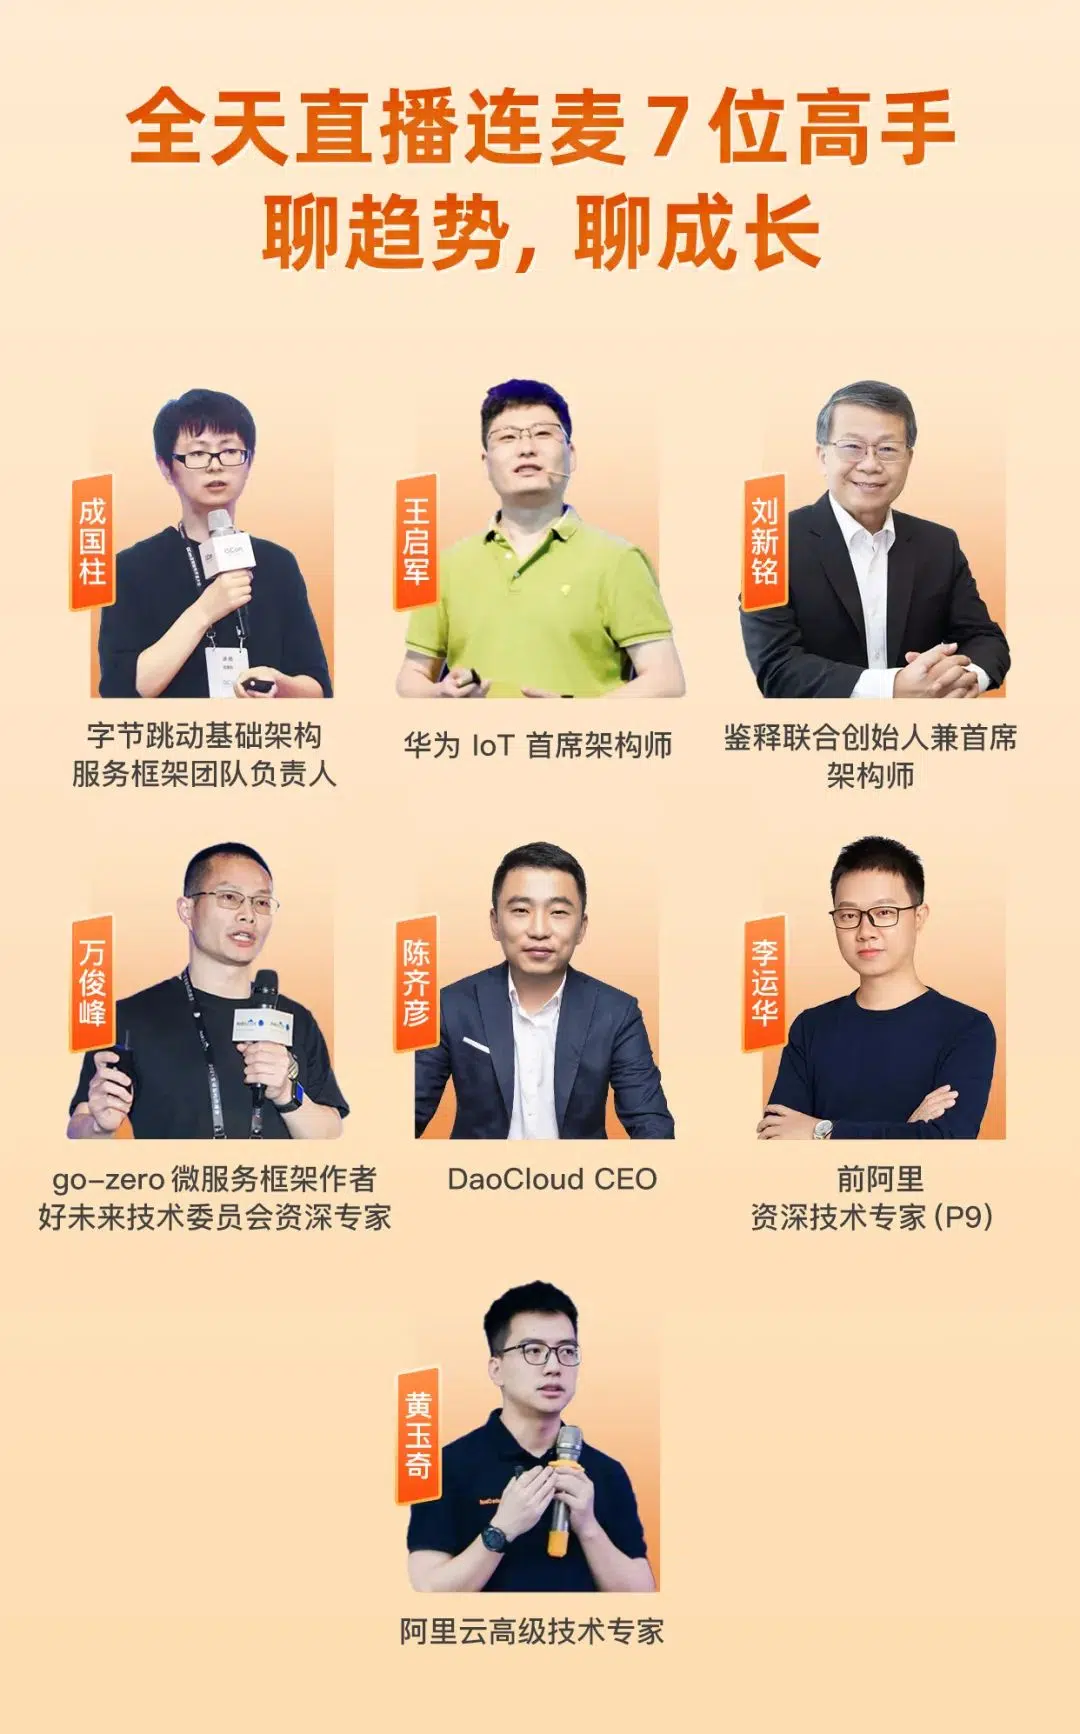 全天直播连麦7位高手
聊趋势, 聊成长
成国柱
字节跳动基础架构
服务框架团队负责人
王启军
华为 IoT 首席架构师
刘新铭
鉴释联合创始人兼首席
架构师
万俊峰
go-zero 微服务框架作者
好未来技术委员会资深专家
陈齐彦
DaoCloud CEO
李运华
前阿里
资深技术专家(P9)
黄玉奇
阿里云高级技术专家